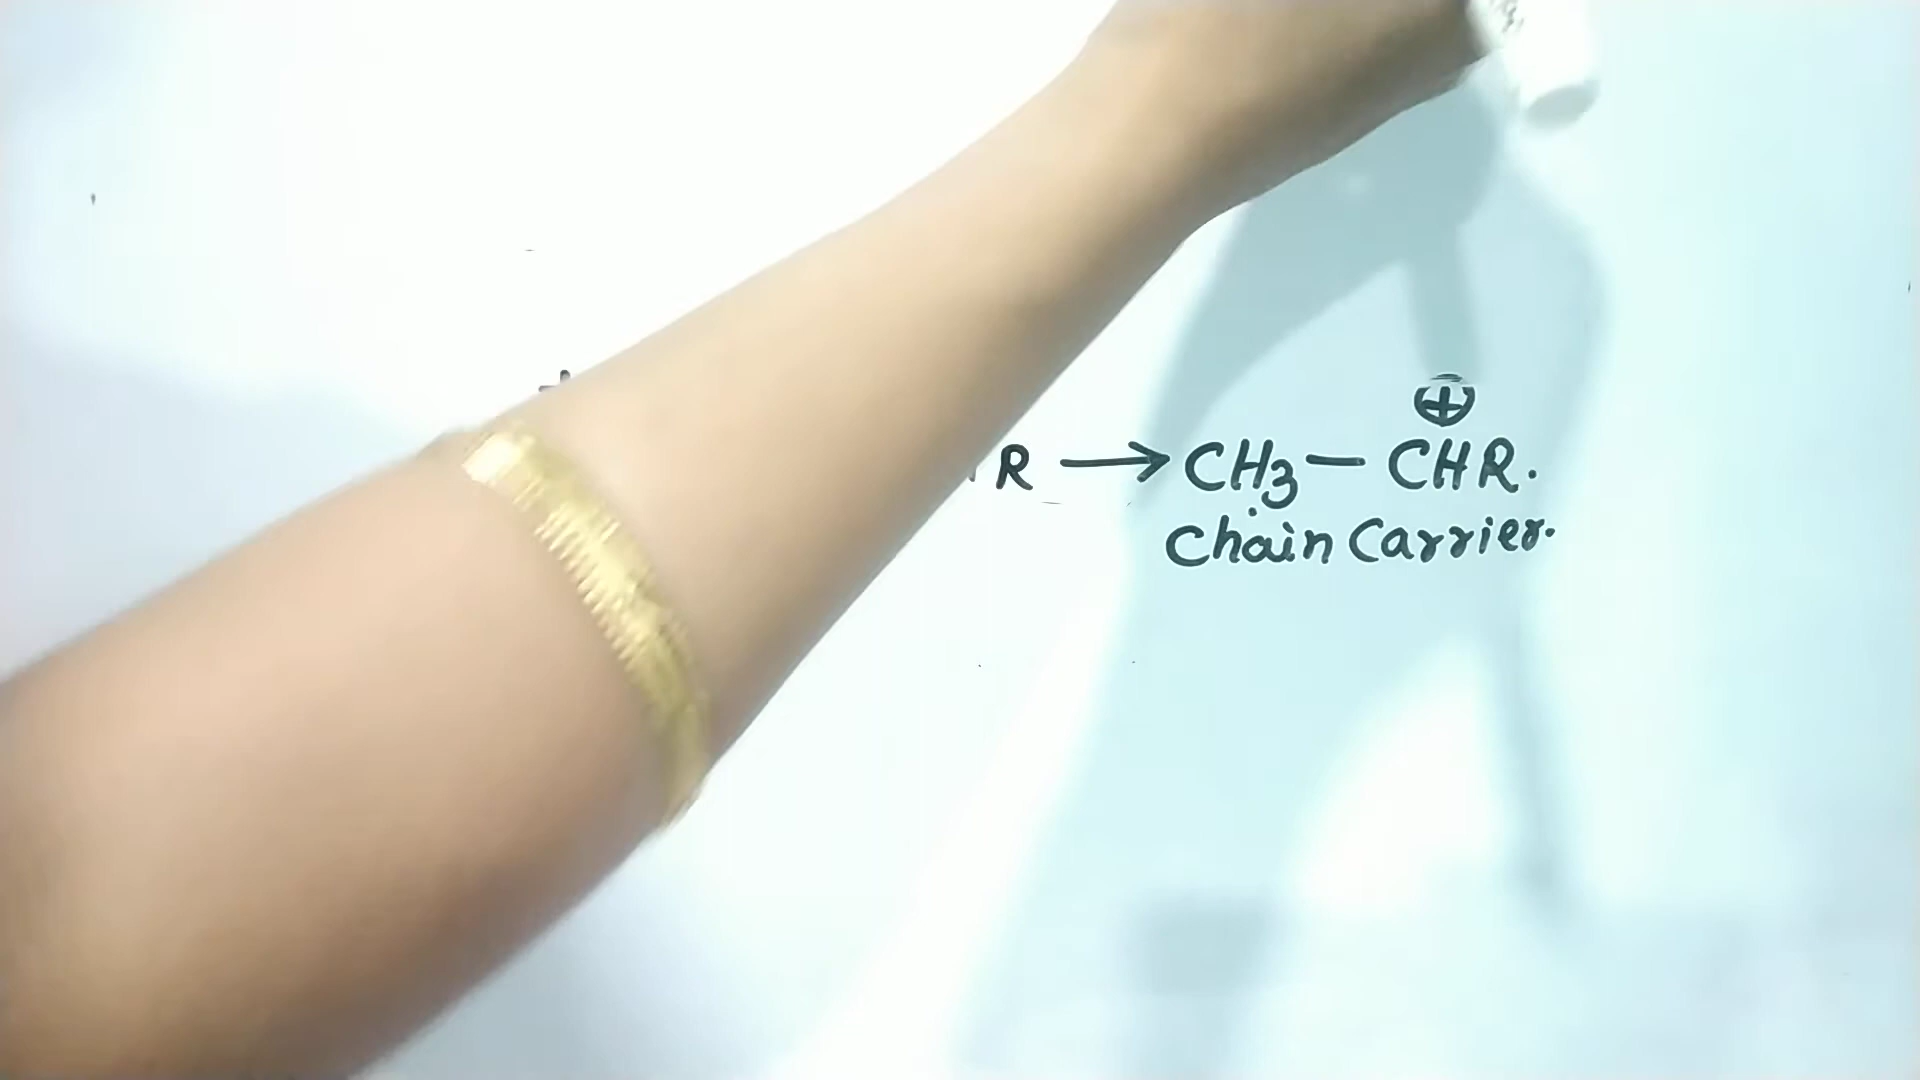 +
R ⟶ CH3 — CHR.
⊕
Chain Carrier.